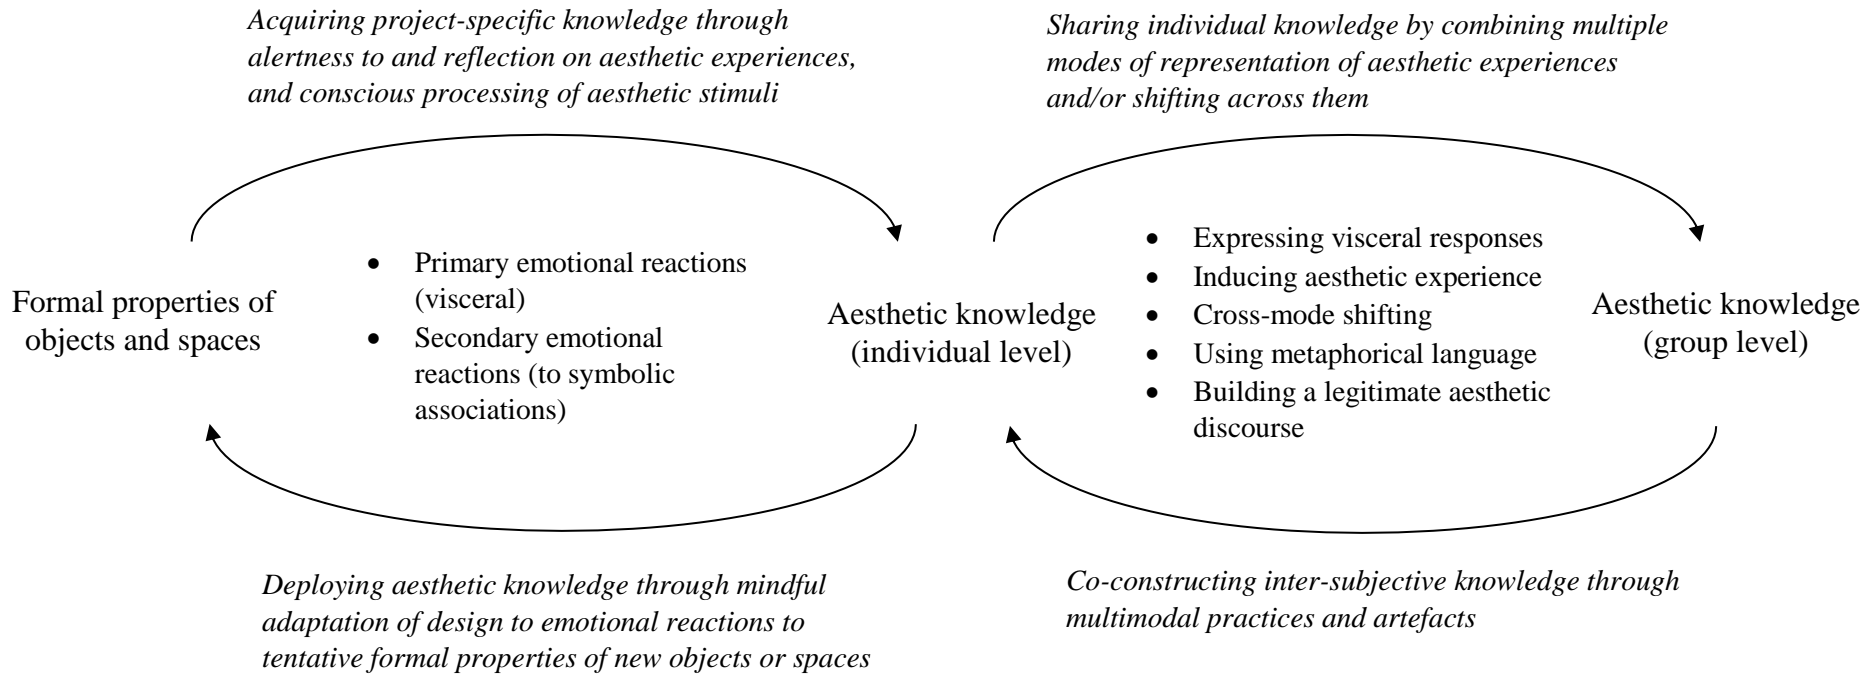 Acquiring project-specific knowledge through
alertness to and reflection on aesthetic experiences,
and conscious processing of aesthetic stimuli
Sharing individual knowledge by combining multiple
modes of representation of aesthetic experiences
and/or shifting across them
Formal properties of
objects and spaces
• Primary emotional reactions
(visceral)
• Secondary emotional
reactions (to symbolic
associations)
Aesthetic knowledge
(individual level)
• Expressing visceral responses
• Inducing aesthetic experience
• Cross-mode shifting
• Using metaphorical language
• Building a legitimate aesthetic
discourse
Aesthetic knowledge
(group level)
Deploying aesthetic knowledge through mindful
adaptation of design to emotional reactions to
tentative formal properties of new objects or spaces
Co-constructing inter-subjective knowledge through
multimodal practices and artefacts